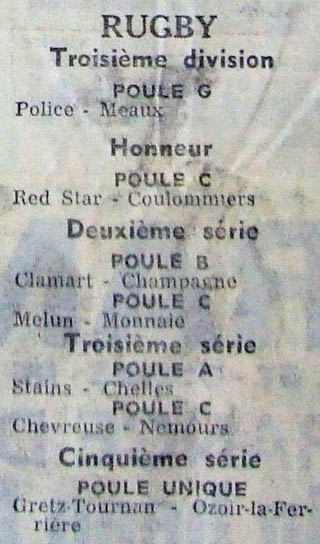 RUGBY
Troisième division
POULE G
Police - Meaux
Honneur
POULE C
Red Star - Coulommiers
Deuxième série
POULE B
Clamart - Champagne
POULE C
Melun - Monnaie
Troisième série
POULE A
Stains - Chelles
POULE C
Chevreuse - Nemours
Cinquième série
POULE UNIQUE
Gretz-Tournan - Ozoir-la-Fer-
rière